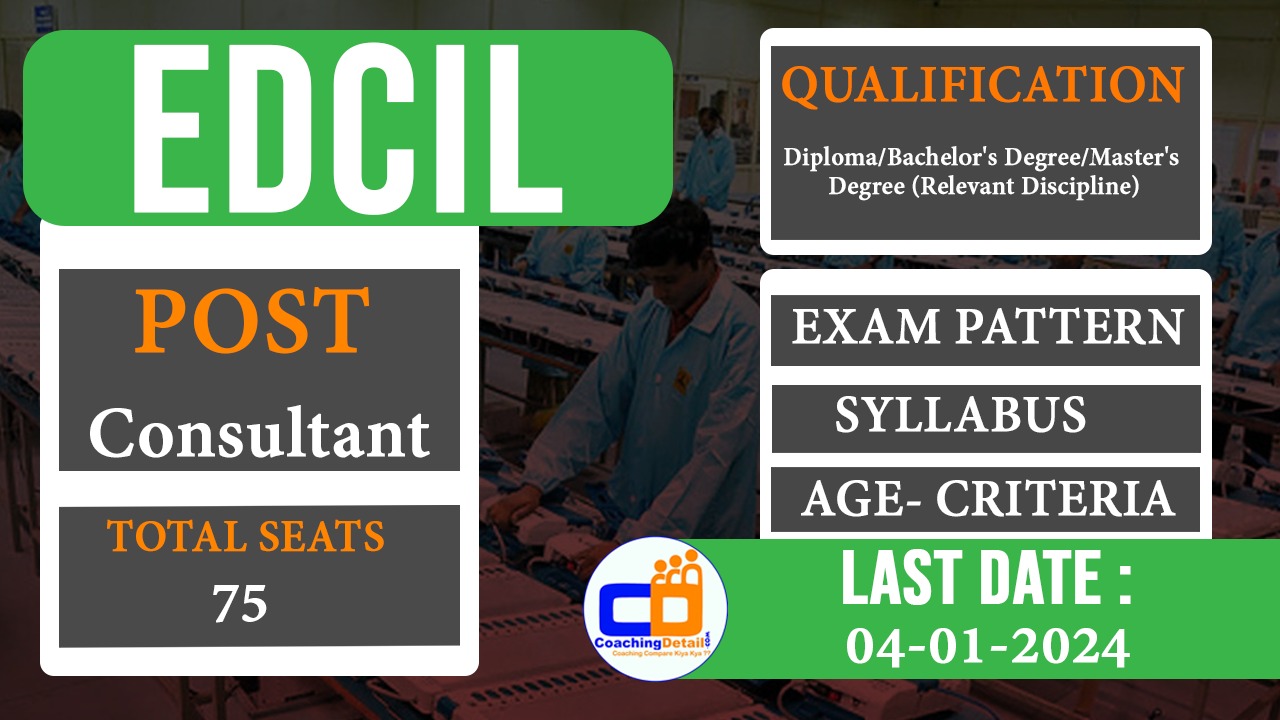 EDCIL
POST
Consultant
TOTAL SEATS
75
QUALIFICATION
Diploma/Bachelor's Degree/Master's
Degree (Relevant Discipline)
EXAM PATTERN
SYLLABUS
AGE- CRITERIA
LAST DATE :
04-01-2024
CoachingDetail.com
Coaching Compare Kiya Kya ??